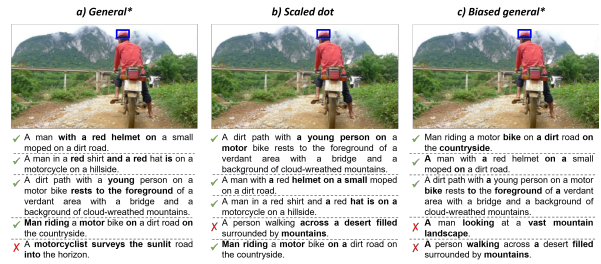 a) General*
✓ A man with a red helmet on a small
moped on a dirt road.
✓ A man in a red shirt and a red hat is on a
motorcycle on a hillside.
✓ A dirt path with a young person on a
motor bike rests to the foreground of a
verdant area with a bridge and a
background of cloud-wreathed mountains.
✓ Man riding a motor bike on a dirt road on
the countryside.
✗ A motorcyclist surveys the sunlit road
into the horizon.
b) Scaled dot
✓ A dirt path with a young person on a
motor bike rests to the foreground of a
verdant area with a bridge and a
background of cloud-wreathed mountains.
✓ A man with a red helmet on a small moped
on a dirt road.
✓ A man in a red shirt and a red hat is on a
motorcycle on a hillside.
✗ A person walking across a desert filled
surrounded by mountains.
✓ Man riding a motor bike on a dirt road on
the countryside.
c) Biased general*
✓ Man riding a motor bike on a dirt road on
the countryside.
✓ A man with a red helmet on a small
moped on a dirt road.
✓ A dirt path with a young person on a motor
bike rests to the foreground of a verdant
area with a bridge and a background of
cloud-wreathed mountains.
✗ A man looking at a vast mountain
landscape.
✗ A person walking across a desert filled
surrounded by mountains.